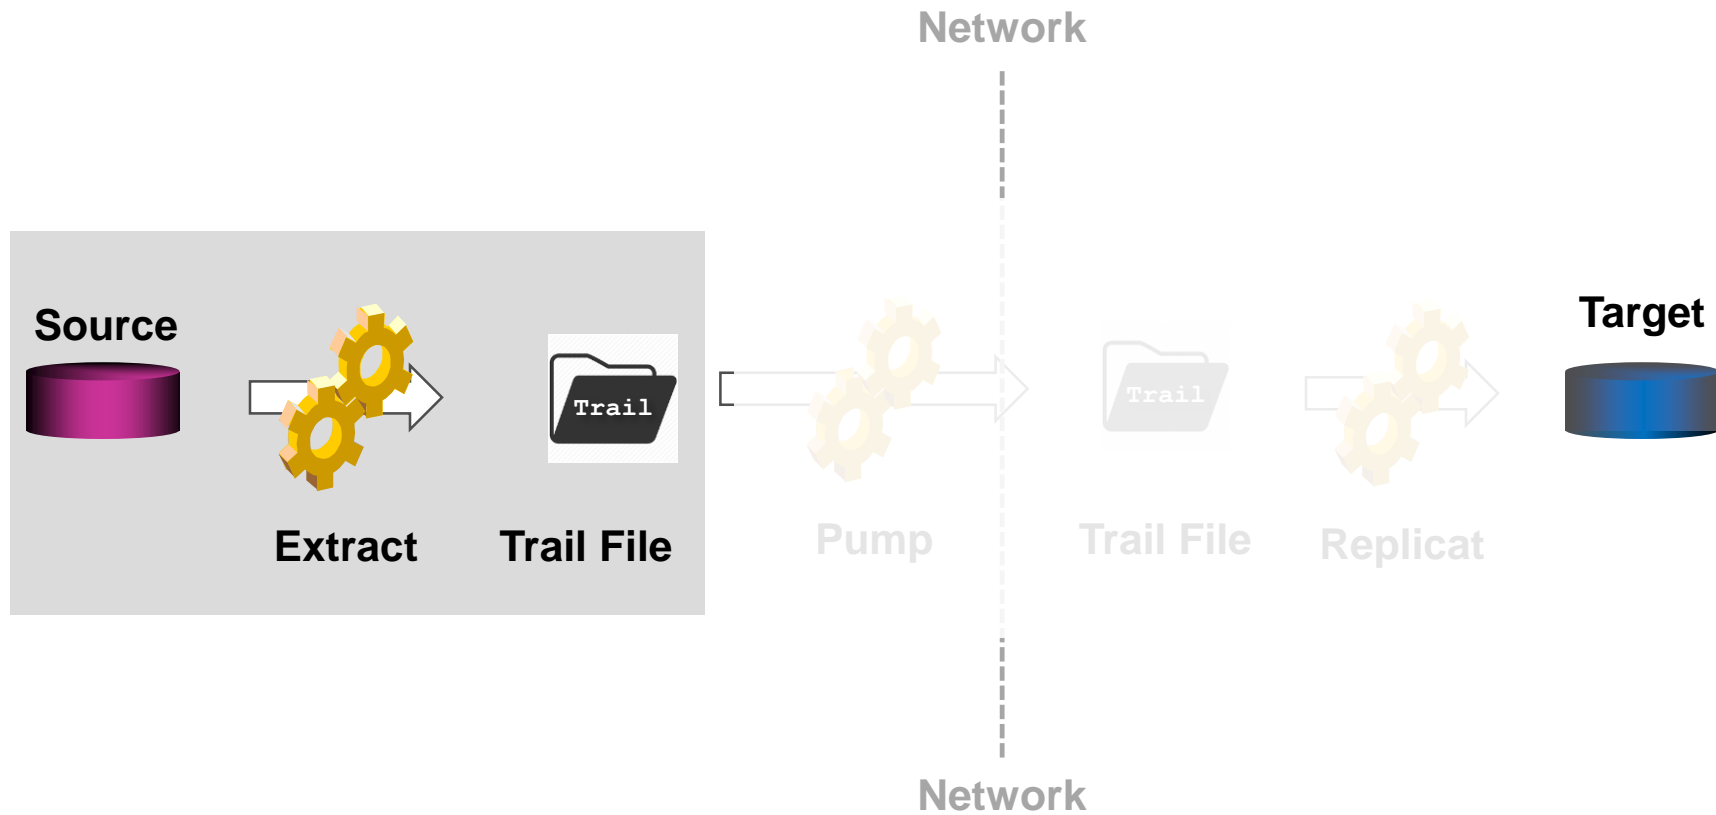 Network
Source
Target
Trail
Trail
Extract
Trail File
Pump
Trail File
Replicat
Network